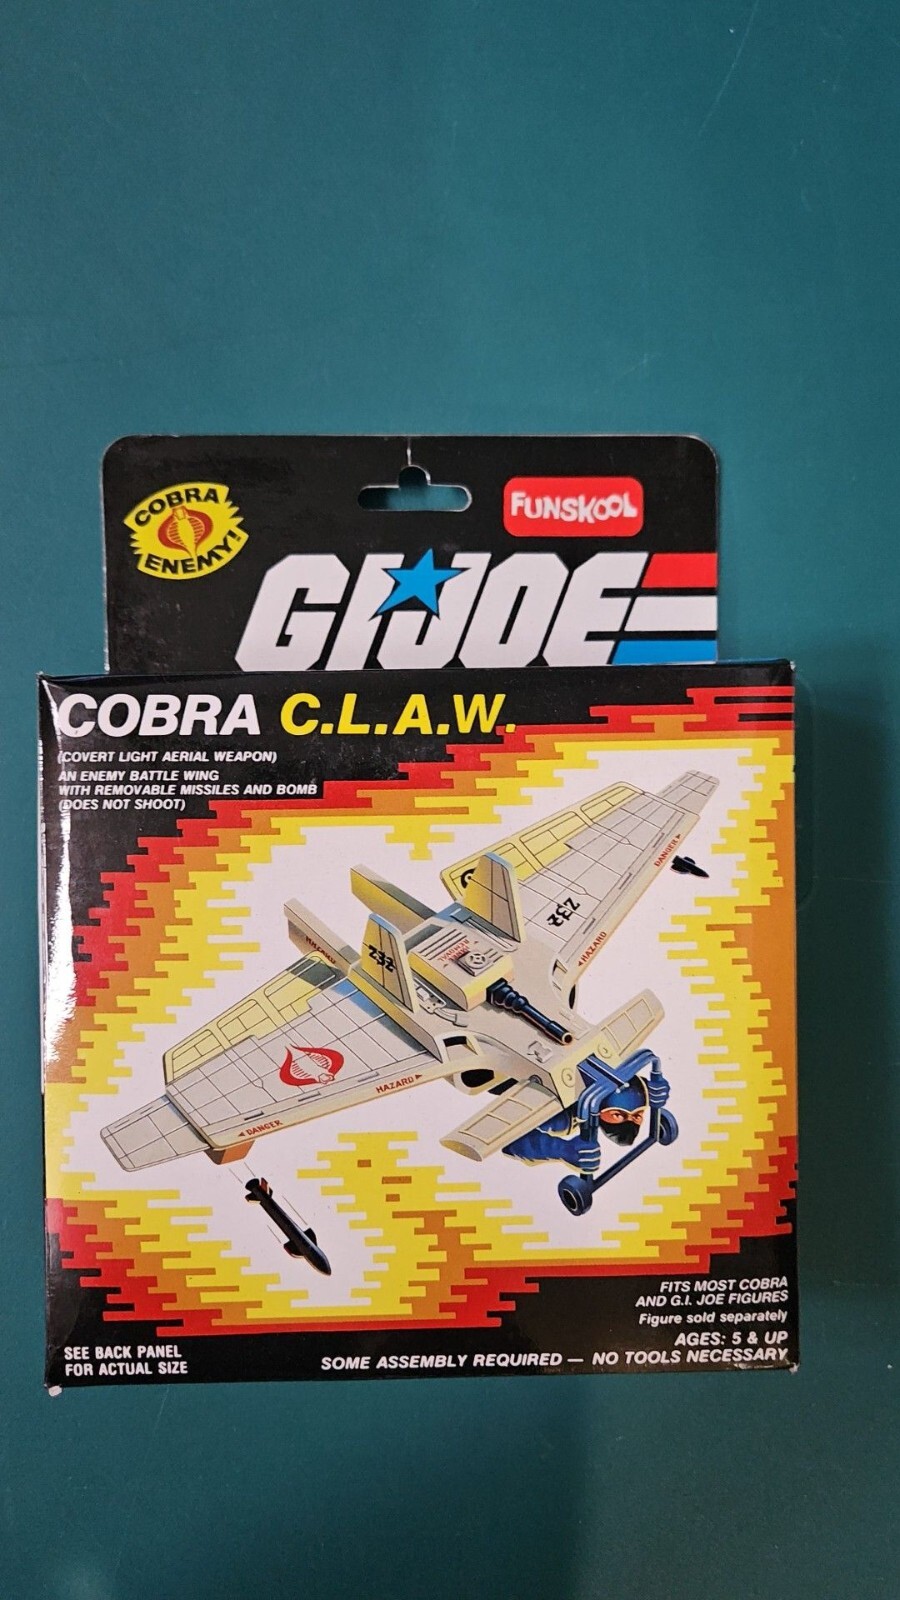 COBRA
ENEMY!
FUNSKOOL
GIJOE
COBRA C.L.A.W.
(COVERT LIGHT AERIAL WEAPON)
AN ENEMY BATTLE WING
WITH REMOVABLE MISSILES AND BOMB
(DOES NOT SHOOT)
DANGER
Z32
HAZARD
Z32
HAZARD
DANGER
FITS MOST COBRA
AND G.I. JOE FIGURES
Figure sold separately
AGES: 5 & UP
SEE BACK PANEL
FOR ACTUAL SIZE
SOME ASSEMBLY REQUIRED — NO TOOLS NECESSARY